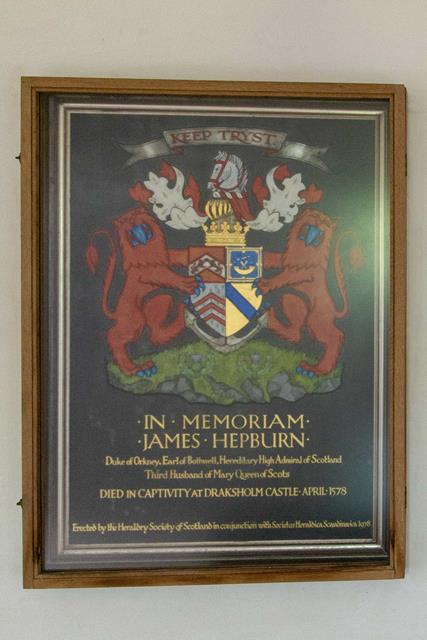 KEEP TRYST
·IN·MEMORIAM·
·JAMES·HEPBURN·
Duke of Orkney, Earl of Bothwell, Hereditary High Admiral of Scotland
Third Husband of Mary Queen of Scots
DIED IN CAPTIVITY AT DRAKSHOLM CASTLE·APRIL·1578
Erected by the Heraldry Society of Scotland in conjunction with Societas Heraldica Scandinavica 1978